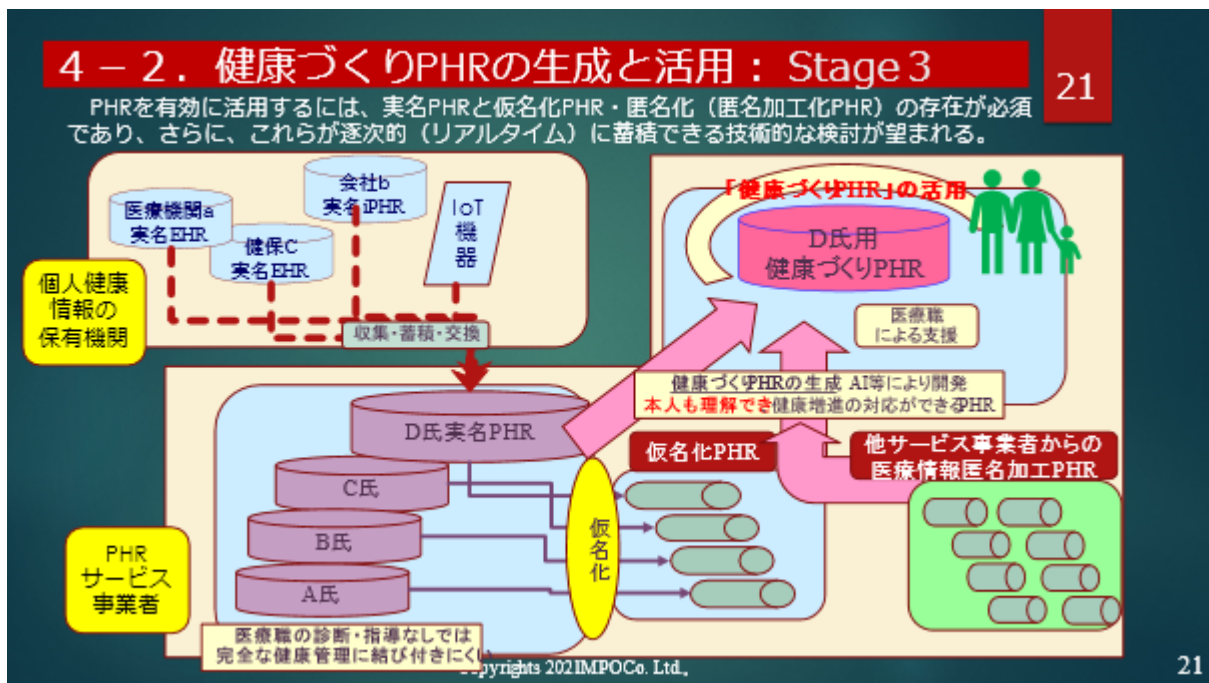 ４－２．健康づくりPHRの生成と活用：Stage３
21
PHRを有効に活用するには、実名PHRと仮名化PHR・匿名化（匿名加工化PHR）の存在が必須
であり、さらに、これらが逐次的（リアルタイム）に蓄積できる技術的な検討が望まれる。
医療機関a
実名EHR
健保C
実名EHR
会社b
実名iPHR
IoT
機
器
個人健康
情報の
保有機関
収集・蓄積・交換
「健康づくりPHR」の活用
D氏用
健康づくりPHR
医療職
による支援
健康づくりPHRの生成 AI等により開発
本人も理解でき健康増進の対応ができるPHR
D氏実名PHR
C氏
B氏
A氏
仮名化
仮名化PHR
他サービス事業者からの
医療情報匿名加工PHR
PHR
サービス
事業者
医療職の診断・指導なしでは
完全な健康管理に結び付きにくい
Copyrights 202IMPOCo. Ltd.,
21